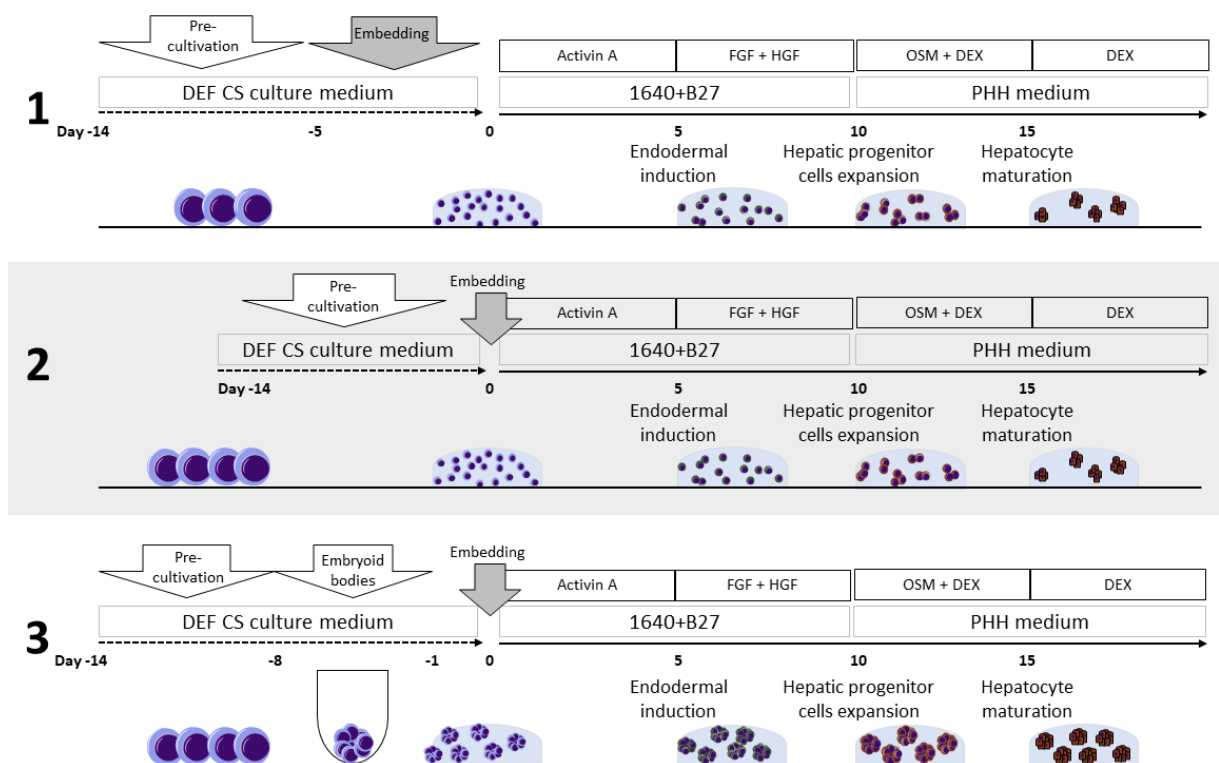 Pre-
cultivation
Embedding
Activin A
FGF + HGF
OSM + DEX
DEX
DEF CS culture medium
1640+B27
PHH medium
1
Day -14
-5
0
5
10
15
Endodermal
induction
Hepatic progenitor
cells expansion
Hepatocyte
maturation
Embedding
Pre-
cultivation
Activin A
FGF + HGF
OSM + DEX
DEX
DEF CS culture medium
1640+B27
PHH medium
2
Day -14
0
5
10
15
Endodermal
induction
Hepatic progenitor
cells expansion
Hepatocyte
maturation
Pre-
cultivation
Embryoid
bodies
Embedding
Activin A
FGF + HGF
OSM + DEX
DEX
DEF CS culture medium
1640+B27
PHH medium
3
Day -14
-8
-1
0
5
10
15
Endodermal
induction
Hepatic progenitor
cells expansion
Hepatocyte
maturation